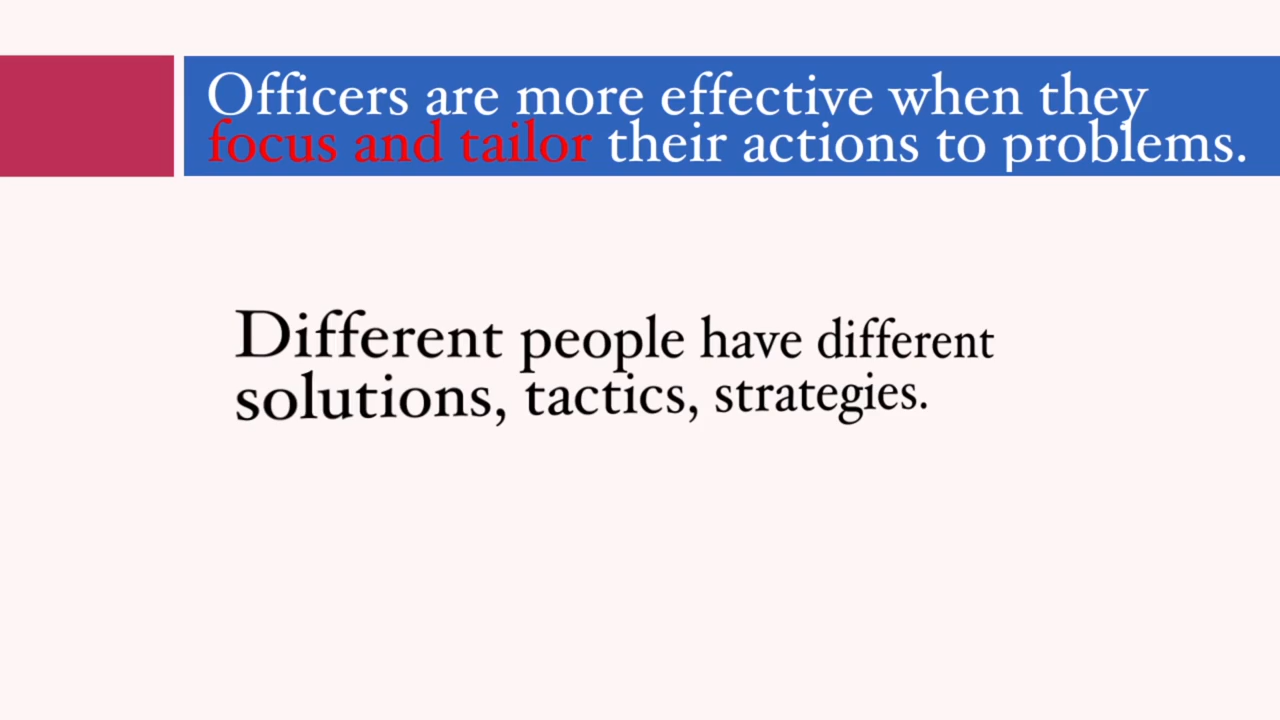 Officers are more effective when they
focus and tailor their actions to problems.
Different people have different
solutions, tactics, strategies.